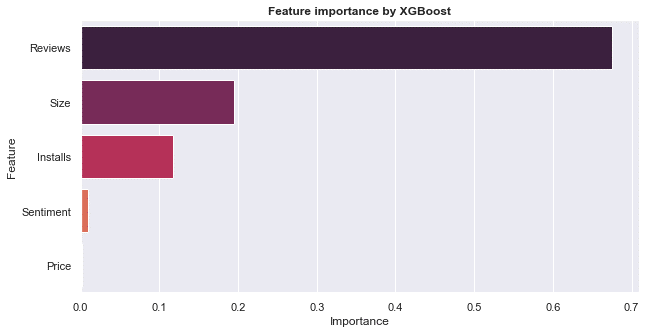 Feature importance by XGBoost
Feature
Reviews
Size
Installs
Sentiment
Price
0.0 0.1 0.2 0.3 0.4 0.5 0.6 0.7
Importance